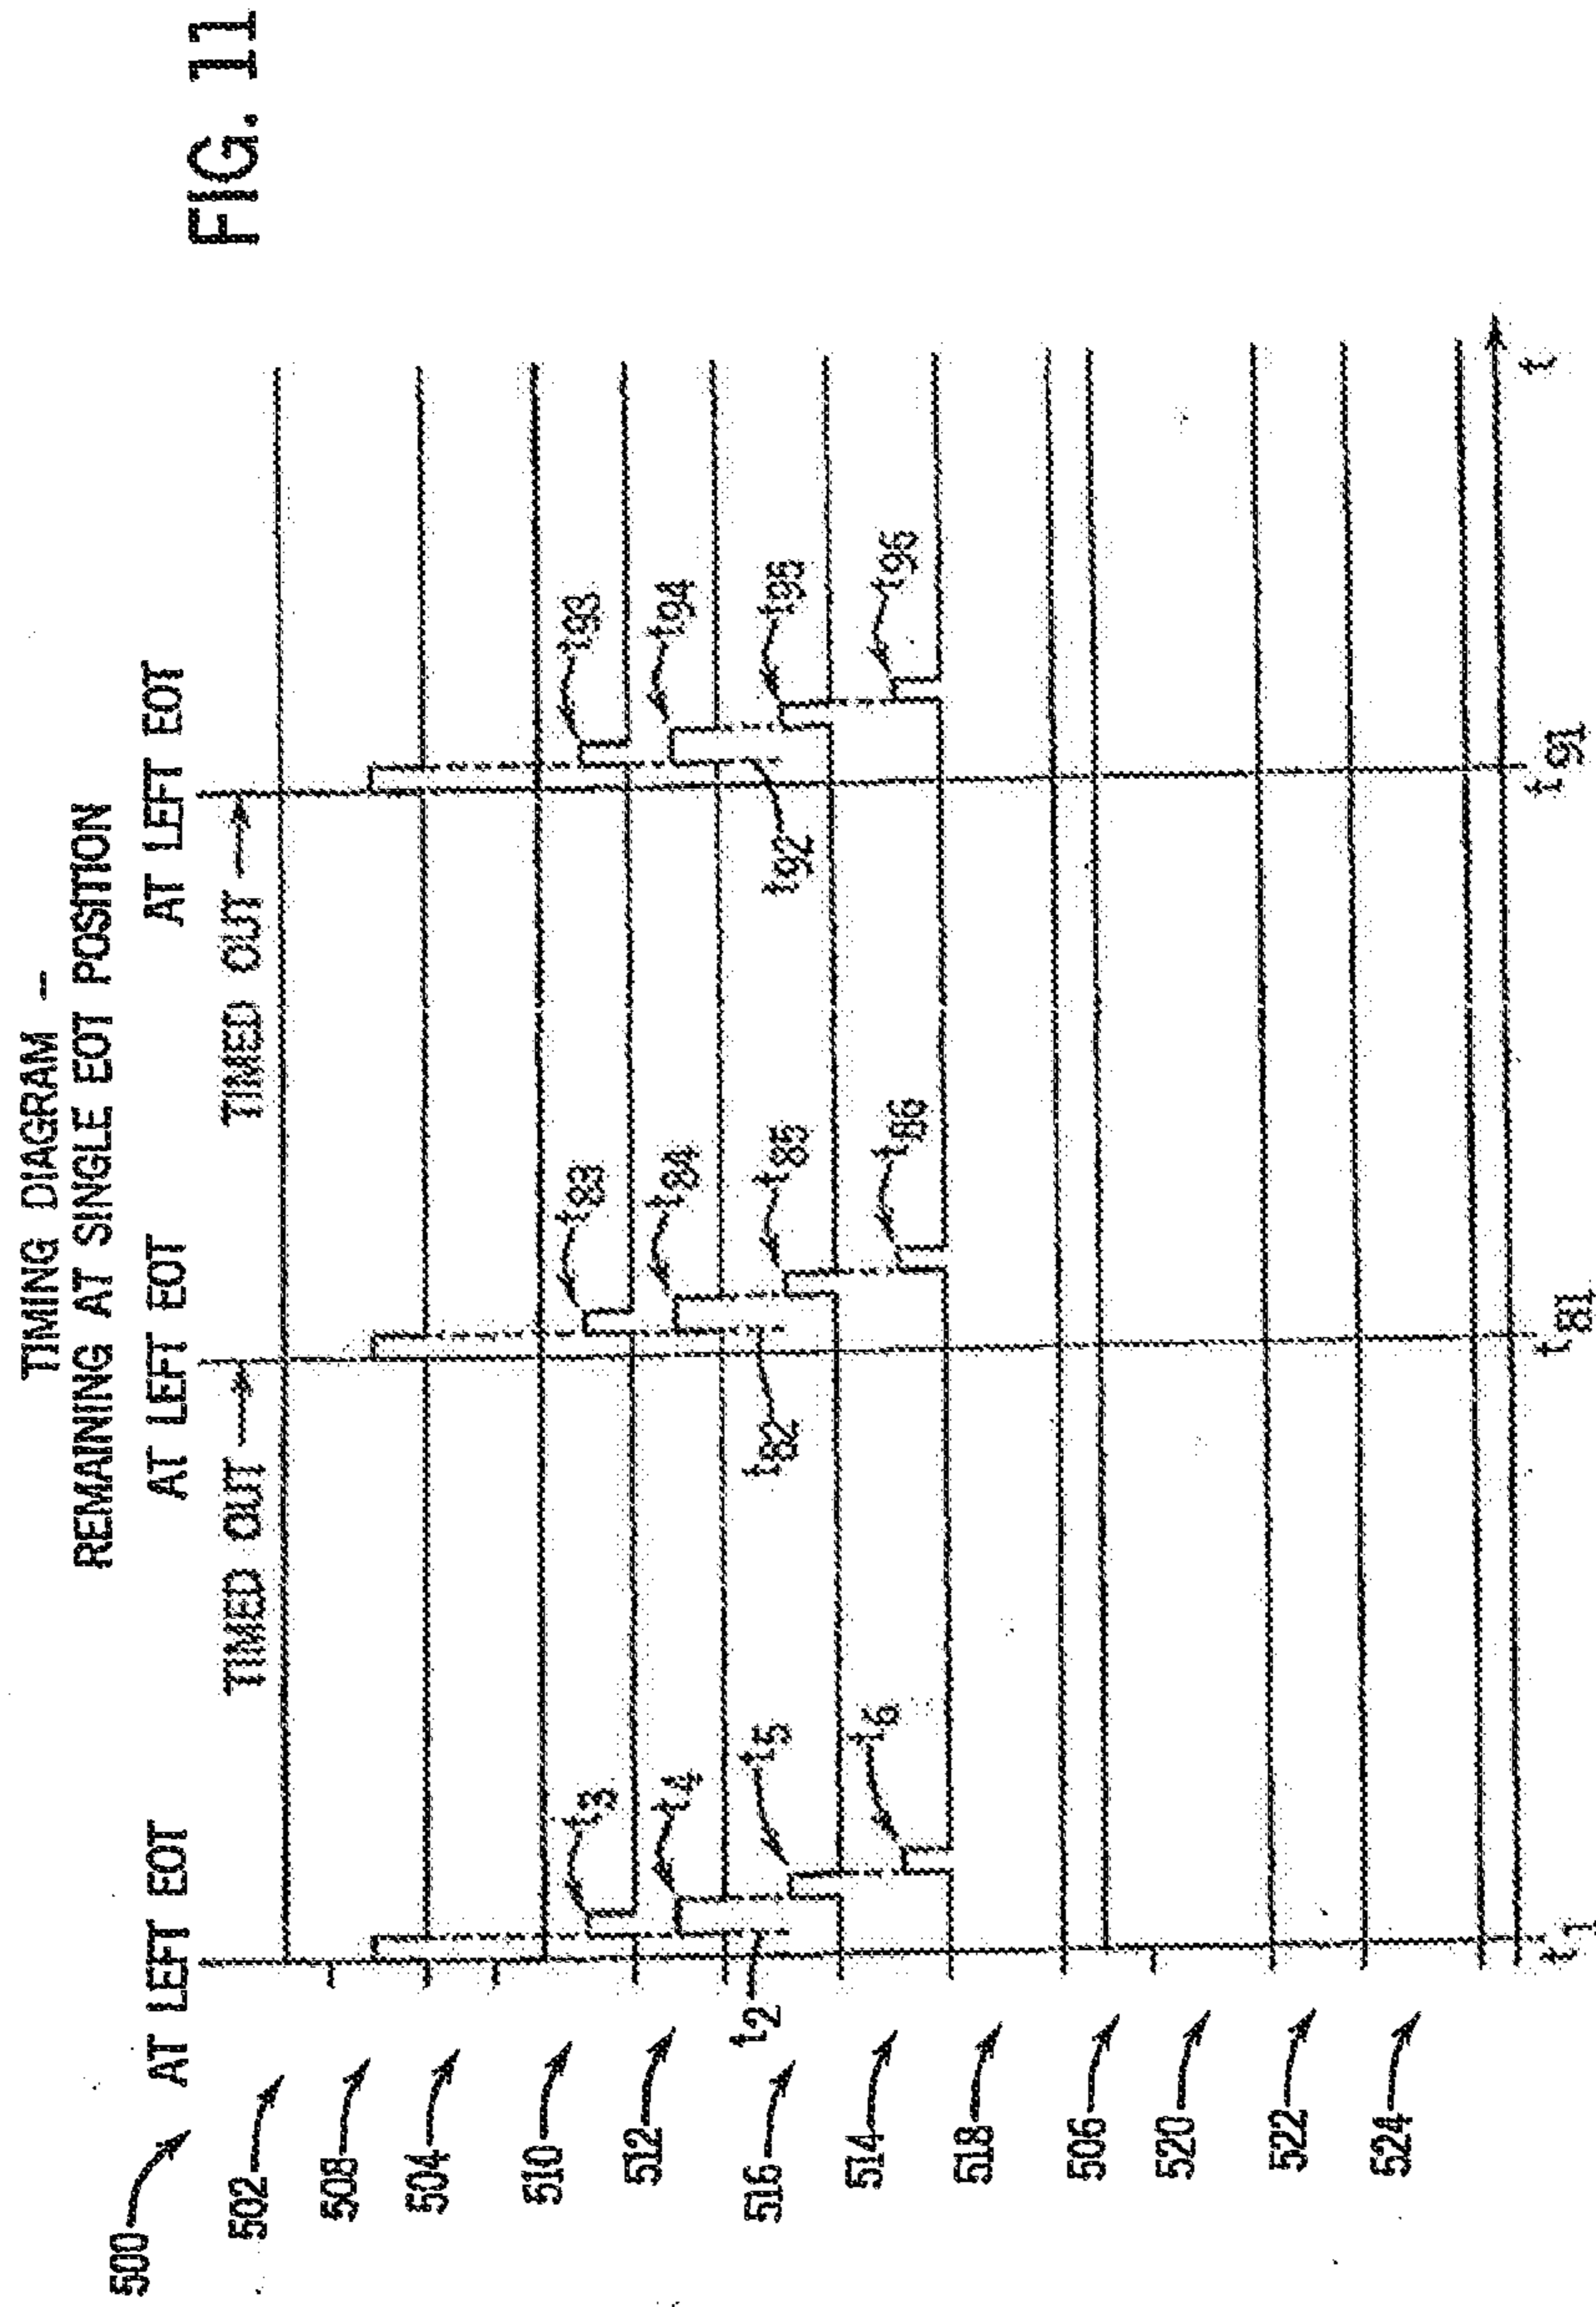 TIMING DIAGRAM –
REMAINING AT SINGLE EOT POSITION
FIG. 11
500
AT LEFT EOT
AT LEFT EOT
AT LEFT EOT
TIMED OUT
TIMED OUT
502
508
504
510
512
516
514
518
506
520
522
524
t2
t3
t4
t5
t6
t82
t83
t84
t85
t86
t92
t93
t94
t95
t96
t1
t81
t91
t